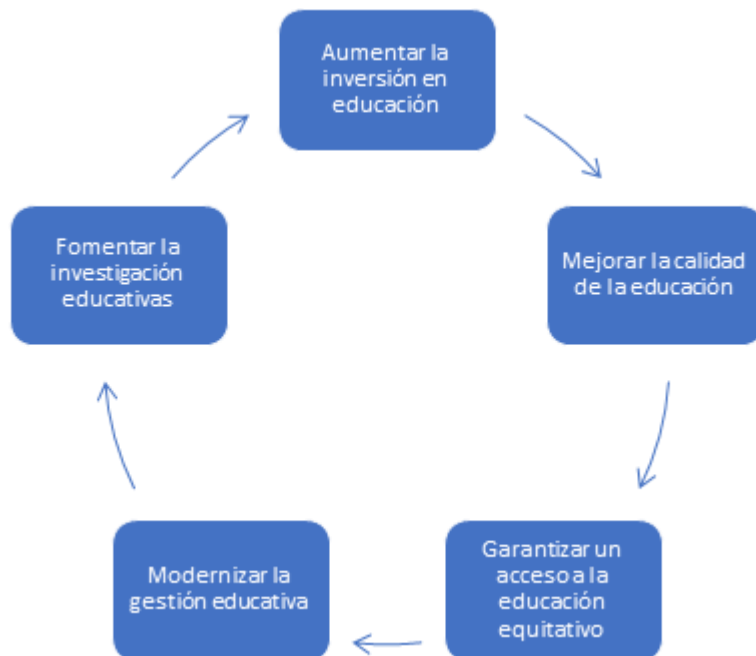 Aumentar la
inversión en
educación
Mejorar la calidad
de la educación
Garantizar un
acceso a la
educación
equitativo
Modernizar la
gestión educativa
Fomentar la
investigación
educativas